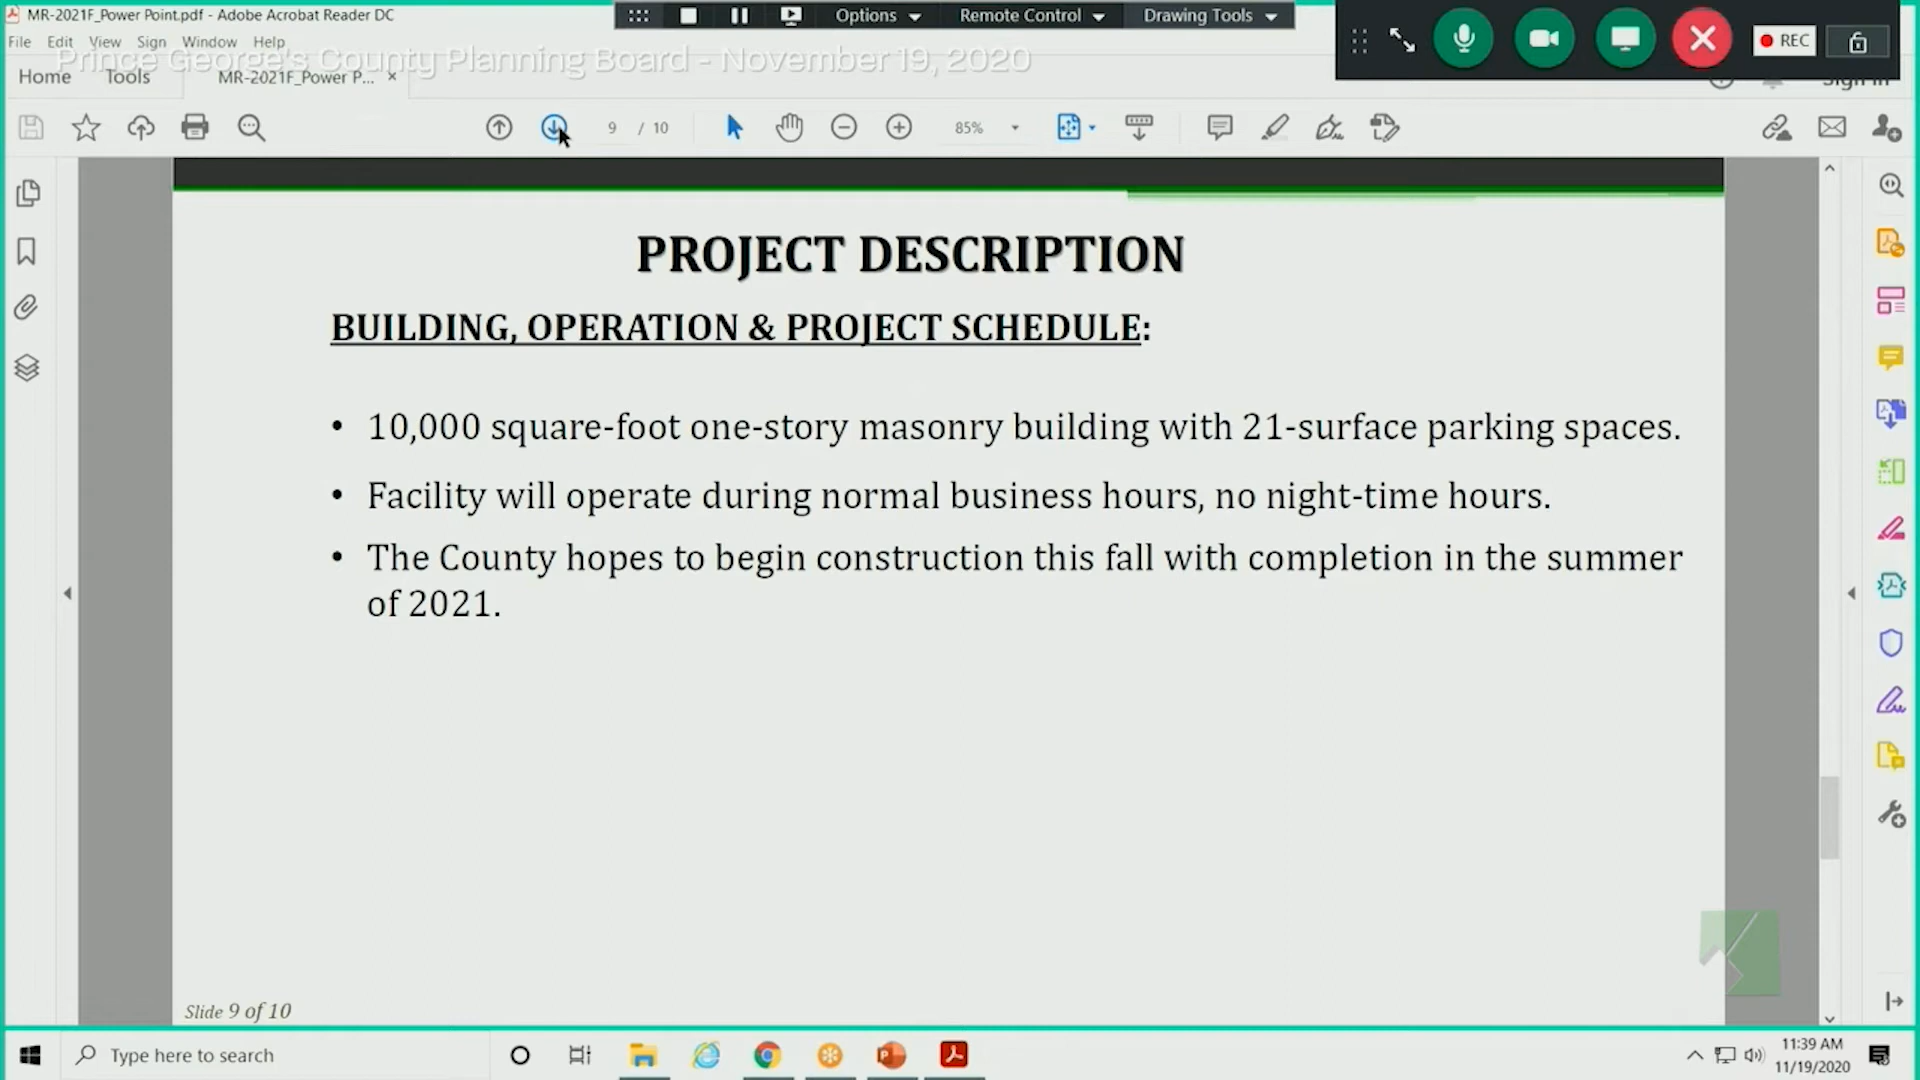 MR-2021F_Power Point.pdf - Adobe Acrobat Reader DC
Options
Remote Control
Drawing Tools
REC
File Edit View Sign Window Help
Prince George's County Planning Board - November 19, 2020
Home
Tools
MR-2021F_Power P... ×
Sign In
9 / 10
85%
PROJECT DESCRIPTION
BUILDING, OPERATION & PROJECT SCHEDULE:
• 10,000 square-foot one-story masonry building with 21-surface parking spaces.
• Facility will operate during normal business hours, no night-time hours.
• The County hopes to begin construction this fall with completion in the summer
of 2021.
Slide 9 of 10
Type here to search
11:39 AM
11/19/2020